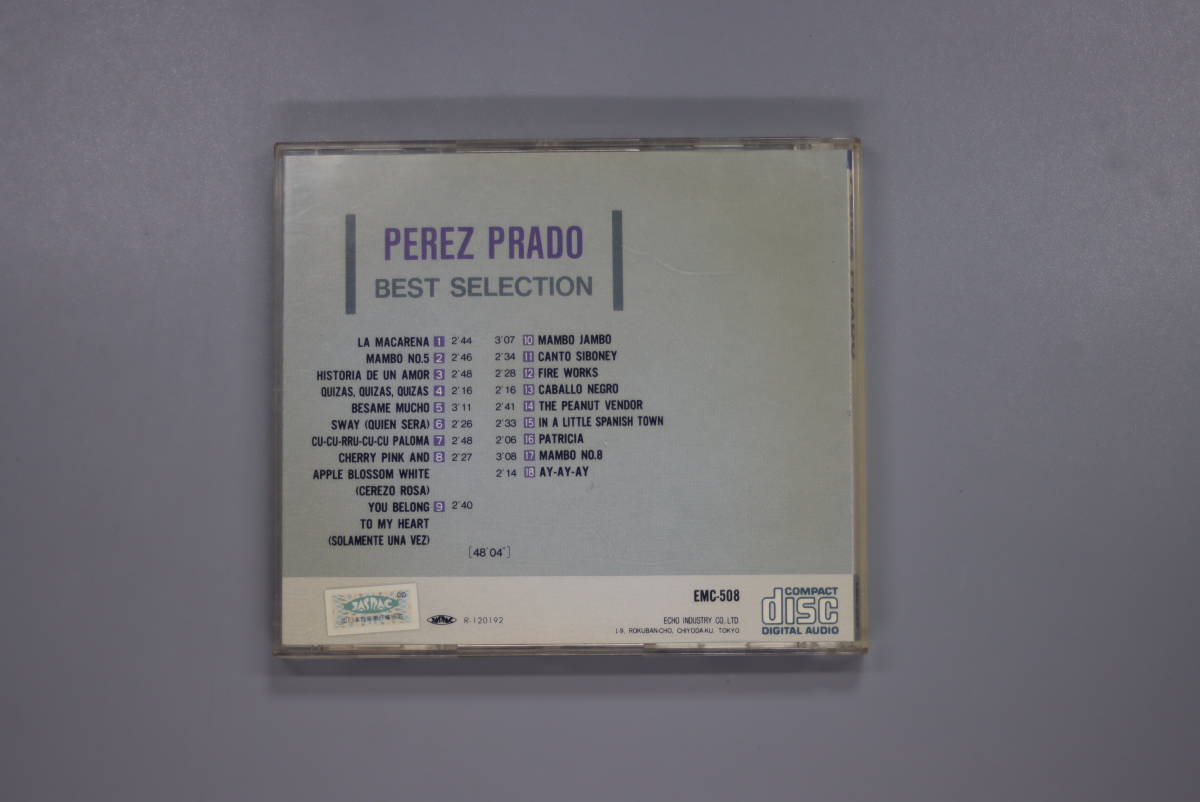 PEREZ PRADO
BEST SELECTION
LA MACARENA 1 2'44
MAMBO NO.5 2 2'46
HISTORIA DE UN AMOR 3 2'48
QUIZAS, QUIZAS, QUIZAS 4 2'16
BESAME MUCHO 5 3'11
SWAY (QUIEN SERA) 6 2'26
CU-CU-RRU-CU-CU PALOMA 7 2'48
CHERRY PINK AND 8 2'27
APPLE BLOSSOM WHITE
(CEREZO ROSA)
YOU BELONG 9 2'40
TO MY HEART
(SOLAMENTE UNA VEZ)
3'07 10 MAMBO JAMBO
2'34 11 CANTO SIBONEY
2'28 12 FIRE WORKS
2'16 13 CABALLO NEGRO
2'41 14 THE PEANUT VENDOR
2'33 15 IN A LITTLE SPANISH TOWN
2'06 16 PATRICIA
3'08 17 MAMBO NO.8
2'14 18 AY-AY-AY
[48'04"]
JASRAC
JASRAC R-120192
EMC-508
ECHO INDUSTRY CO., LTD.
1-9, ROKUBANCHO, CHIYODA-KU, TOKYO
COMPACT
disc
DIGITAL AUDIO